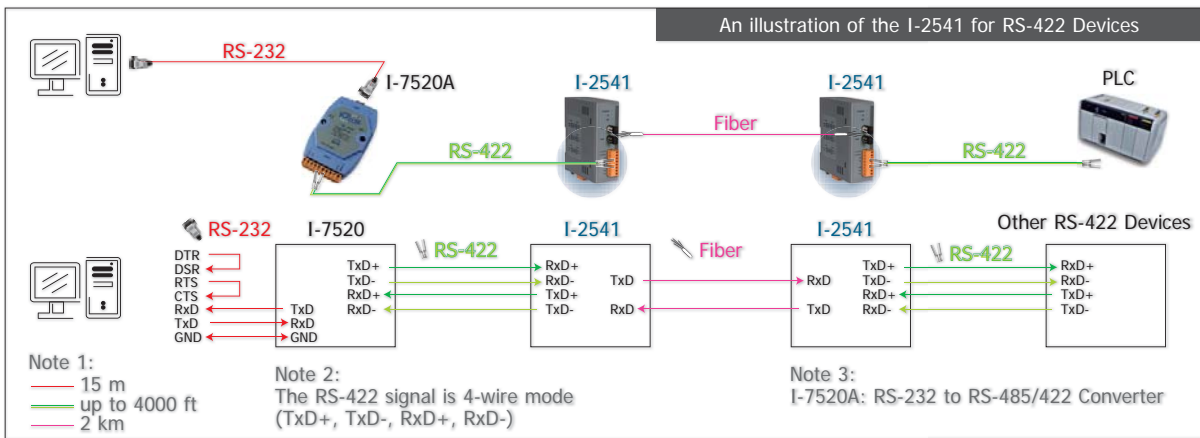 An illustration of the I-2541 for RS-422 Devices
RS-232
I-7520A
I-2541
I-2541
PLC
Fiber
RS-422
RS-422
RS-232
I-7520
I-2541
I-2541
Other RS-422 Devices
RS-422
Fiber
RS-422
DTR
DSR
RTS
CTS
RxD
TxD
GND
TxD
RxD
GND
TxD+
TxD-
RxD+
RxD-
RxD+
RxD-
TxD+
TxD-
TxD
RxD
RxD
TxD
TxD+
TxD-
RxD+
RxD-
RxD+
RxD-
TxD+
TxD-
Note 1:
15 m
up to 4000 ft
2 km
Note 2:
The RS-422 signal is 4-wire mode
(TxD+, TxD-, RxD+, RxD-)
Note 3:
I-7520A: RS-232 to RS-485/422 Converter